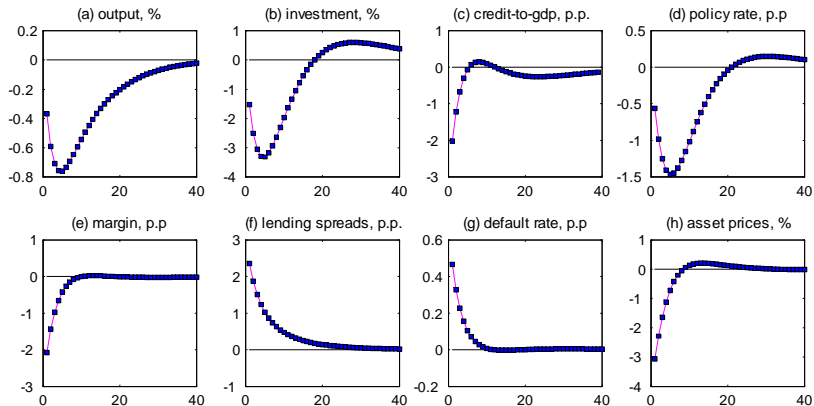 (a) output, % (b) investment, % (c) credit-to-gdp, p.p. (d) policy rate, p.p
0.2 2 1 0.5
0 0 0 0
-0.2 -1 -0.5
-0.4 -2
-0.6 -2 -1
-0.8 -4 -3 -1.5
0 20 40 0 20 40 0 20 40 0 20 40
(e) margin, p.p (f) lending spreads, p.p. (g) default rate, p.p (h) asset prices, %
1 3 0.6 1
0 2 0.4 0
-1 1 0.2 -1
-2 0 0 -2
-3
-3 1 0.2 -4
0 20 40 0 20 40 0 20 40 0 20 40